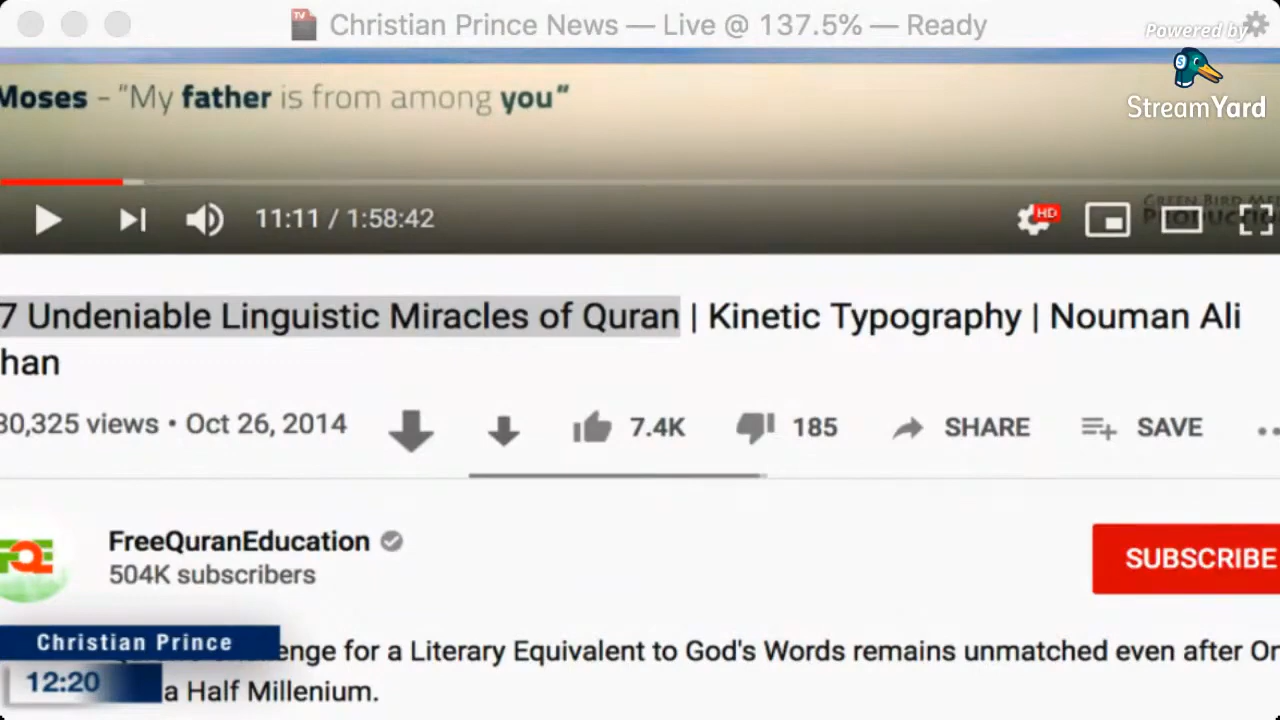 Christian Prince News — Live @ 137.5% — Ready
Powered by
StreamYard
Moses - "My father is from among you"
11:11 / 1:58:42
HD
7 Undeniable Linguistic Miracles of Quran | Kinetic Typography | Nouman Ali
han
30,325 views • Oct 26, 2014
7.4K
185
SHARE
SAVE
FreeQuranEducation
504K subscribers
SUBSCRIBE
Christian Prince
enge for a Literary Equivalent to God's Words remains unmatched even after Or
12:20
a Half Millenium.